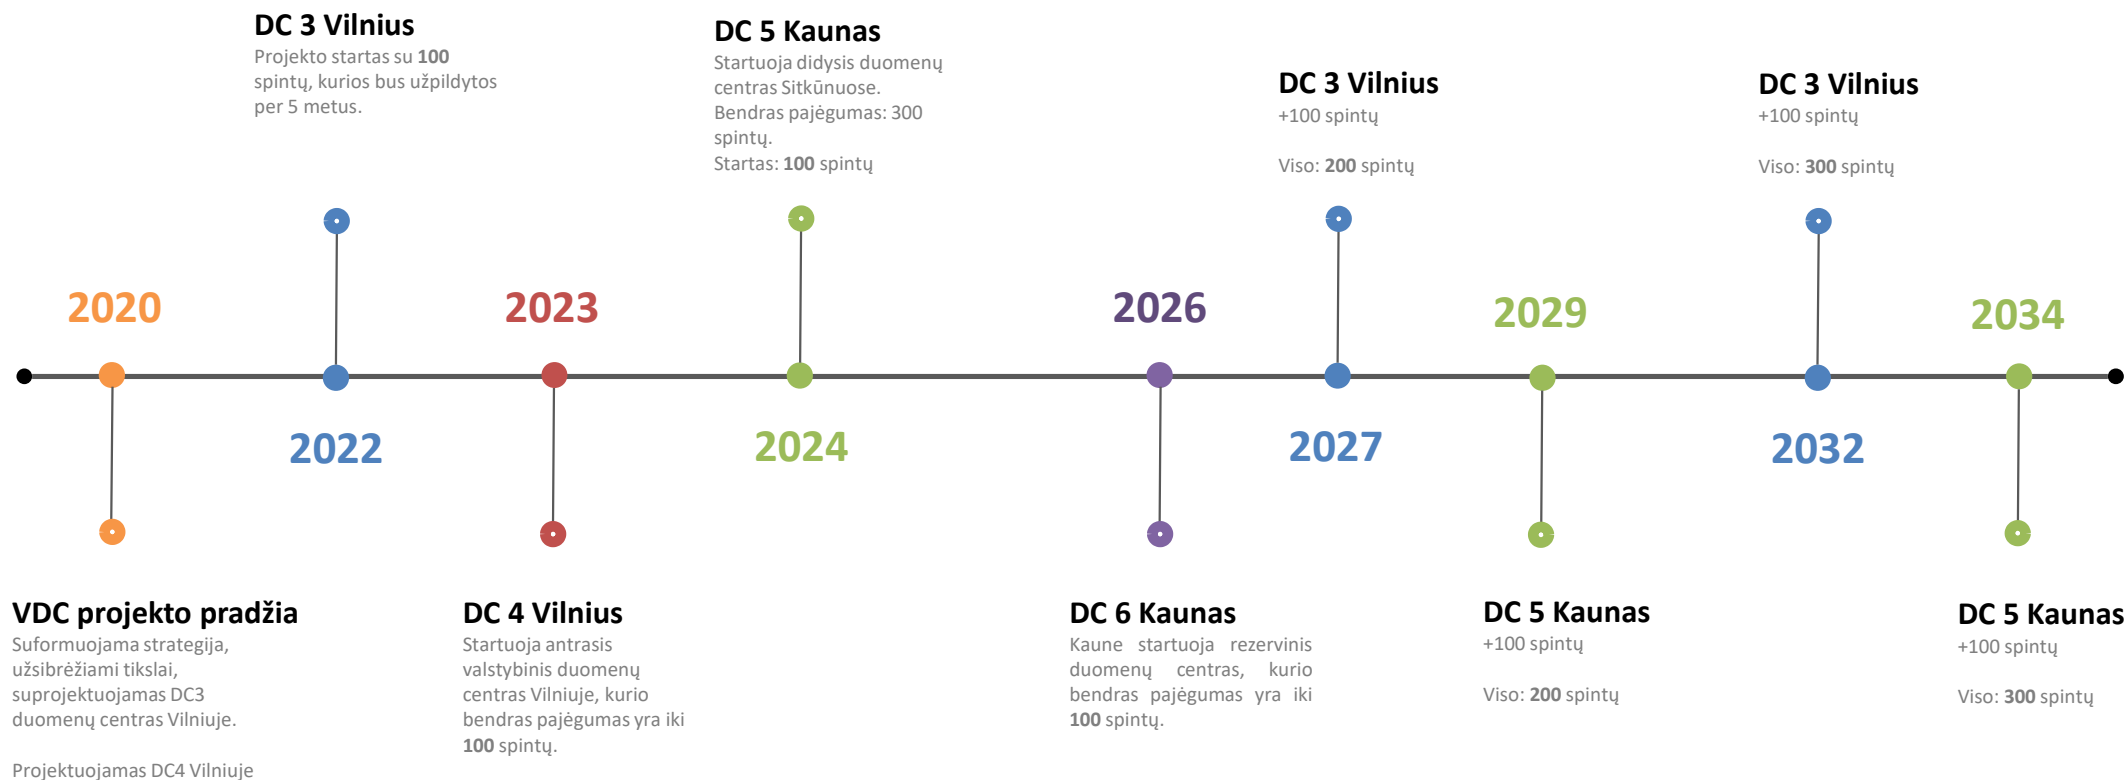 DC 3 Vilnius
Projekto startas su 100
spintų, kurios bus užpildytos
per 5 metus.
DC 5 Kaunas
Startuoja didysis duomenų
centras Sitkūnuose.
Bendras pajėgumas: 300
spintų.
Startas: 100 spintų
DC 3 Vilnius
+100 spintų
Viso: 200 spintų
DC 3 Vilnius
+100 spintų
Viso: 300 spintų
2020
2023
2026
2029
2034
2022
2024
2027
2032
VDC projekto pradžia
Suformuojama strategija,
užsibrėžiami tikslai,
suprojektuojamas DC3
duomenų centras Vilniuje.
Projektuojamas DC4 Vilniuje
DC 4 Vilnius
Startuoja antrasis
valstybinis duomenų
centras Vilniuje, kurio
bendras pajėgumas yra iki
100 spintų.
DC 6 Kaunas
Kaune startuoja rezervinis
duomenų centras, kurio
bendras pajėgumas yra iki
100 spintų.
DC 5 Kaunas
+100 spintų
Viso: 200 spintų
DC 5 Kaunas
+100 spintų
Viso: 300 spintų